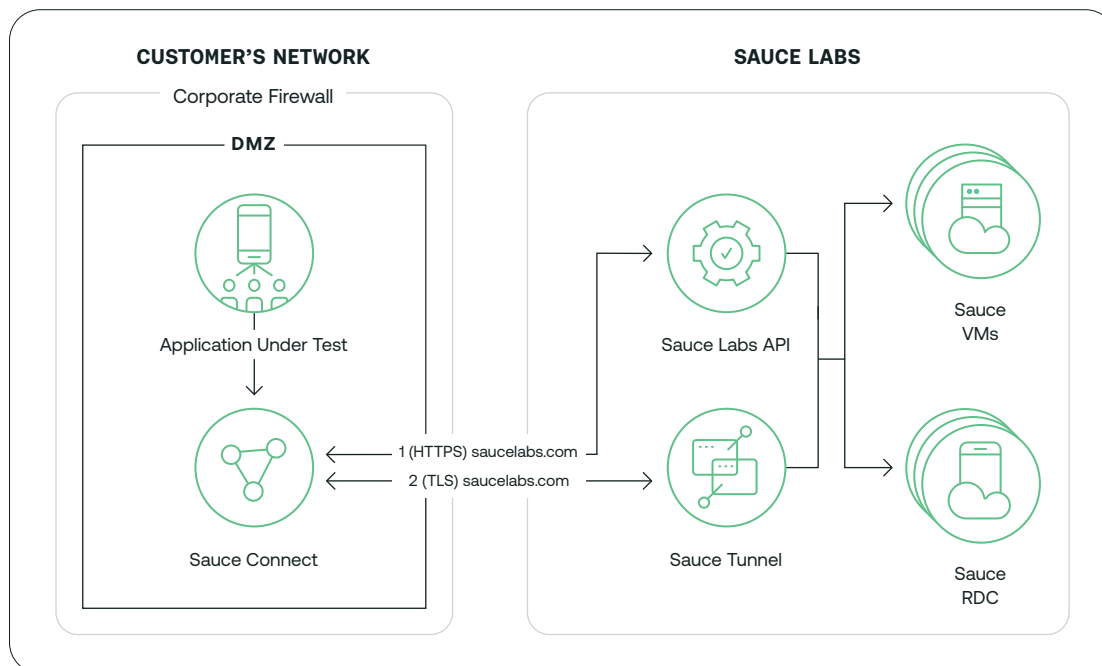 CUSTOMER’S NETWORK
SAUCE LABS
Corporate Firewall
DMZ
Application Under Test
Sauce Labs API
Sauce
VMs
1 (HTTPS) saucelabs.com
2 (TLS) saucelabs.com
Sauce Connect
Sauce Tunnel
Sauce
RDC